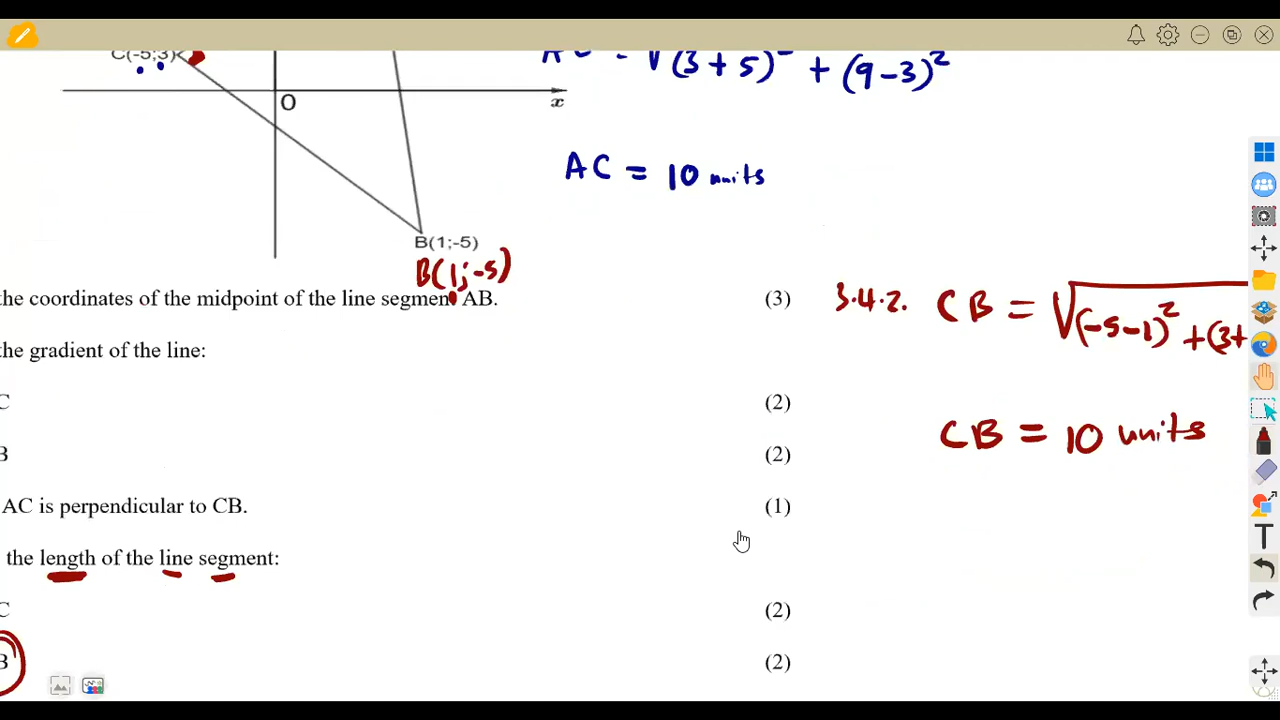 C(-5;3)
AC = √(3+5)² + (9-3)²
O
x
AC = 10 units
B(1;-5)
B(1;-5)
the coordinates of the midpoint of the line segment AB. (3)
3.4.2. CB = √(-5-1)² + (3+
the gradient of the line:
C (2)
CB = 10 units
B (2)
AC is perpendicular to CB. (1)
the length of the line segment:
C (2)
B (2)
T